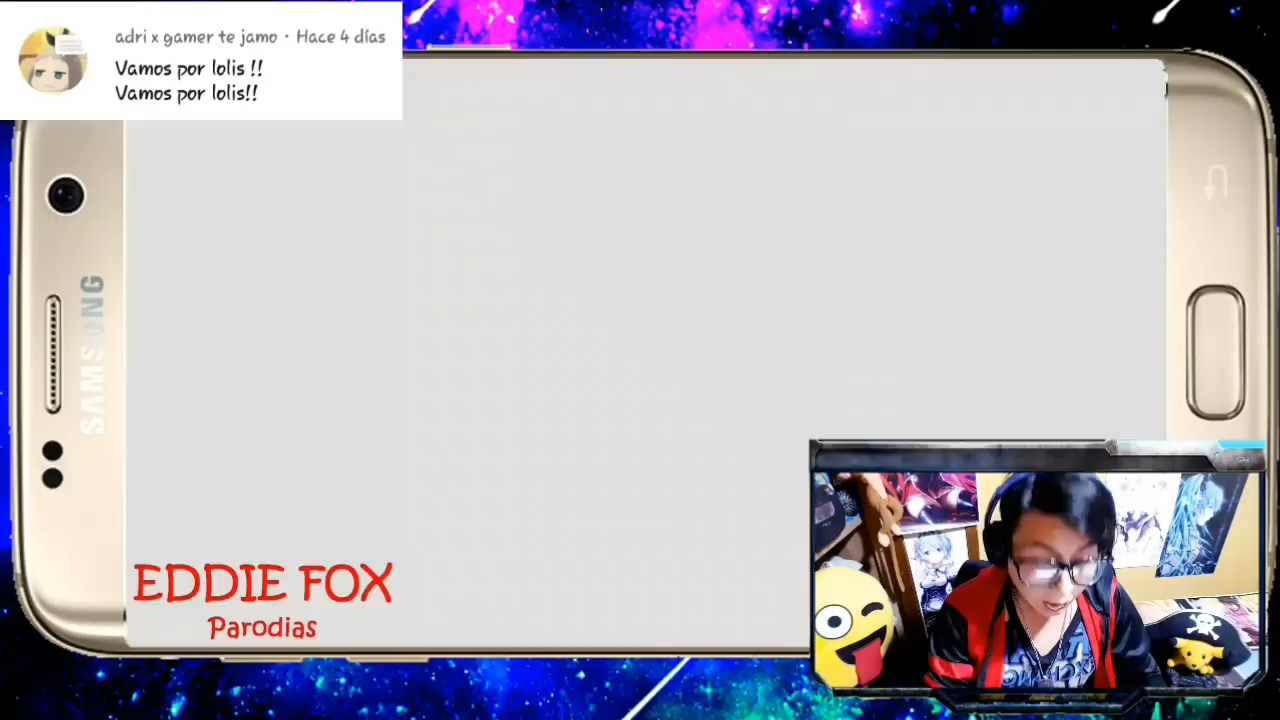 adri x gamer te jamo · Hace 4 días
Vamos por lolis !!
Vamos por lolis!!
SAMSUNG
EDDIE FOX
Parodias